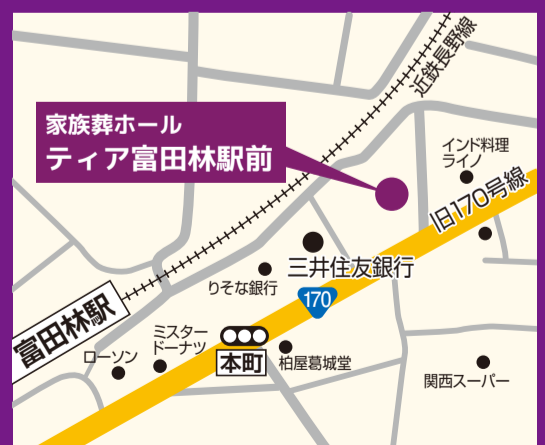 近鉄長野線
家族葬ホール
ティア富田林駅前
インド料理
ライノ
旧170号線
三井住友銀行
りそな銀行
170
富田林駅
ミスター
ドーナツ
ローソン
本町
柏屋葛城堂
関西スーパー